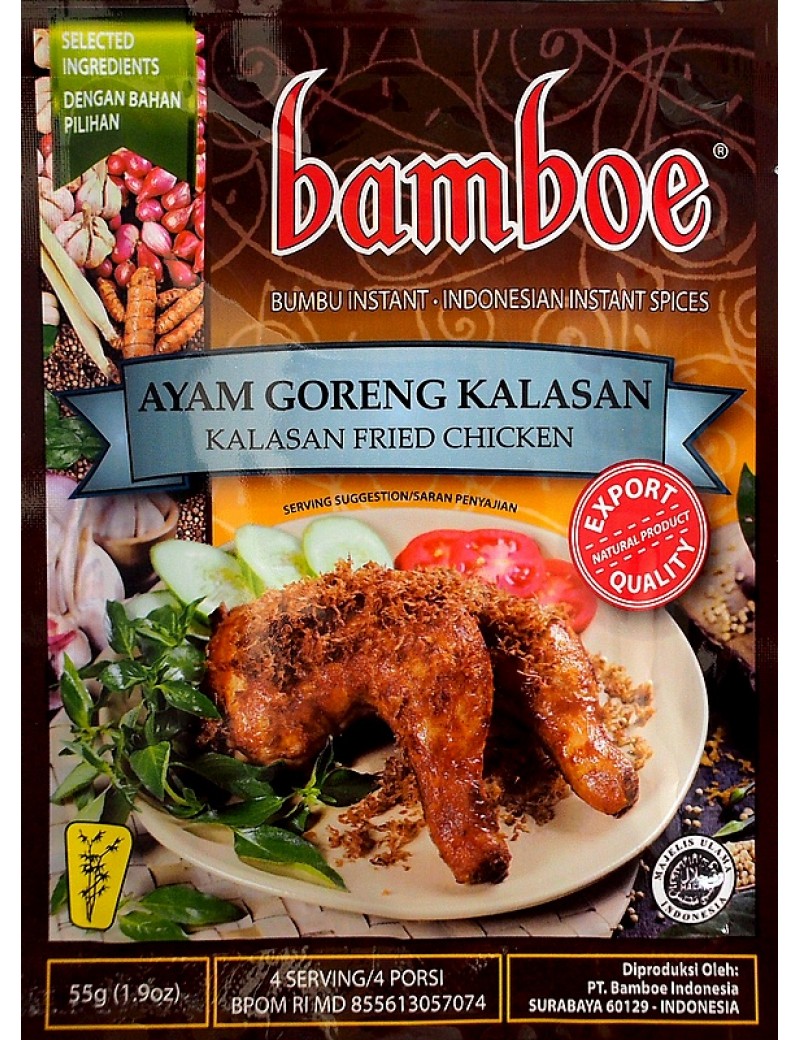 SELECTED
INGREDIENTS
DENGAN BAHAN
PILIHAN
bamboe®
BUMBU INSTANT · INDONESIAN INSTANT SPICES
AYAM GORENG KALASAN
KALASAN FRIED CHICKEN
SERVING SUGGESTION/SARAN PENYAJIAN
EXPORT
NATURAL PRODUCT
QUALITY
MAJELIS ULAMA
INDONESIA
55g (1.9oz)
4 SERVING/4 PORSI
BPOM RI MD 855613057074
Diproduksi Oleh:
PT. Bamboe Indonesia
SURABAYA 60129 - INDONESIA